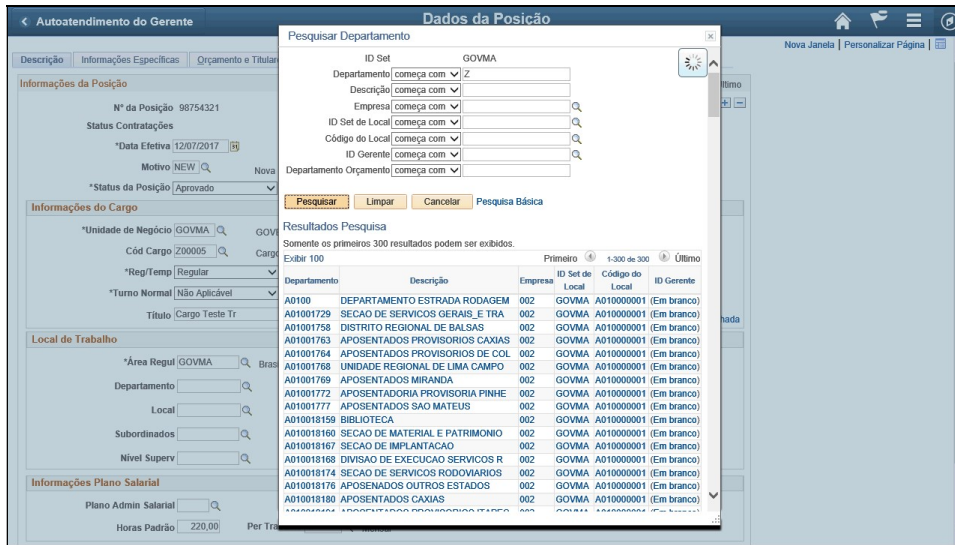 Autoatendimento do Gerente
Dados da Posição
Nova Janela | Personalizar Página |
Descrição Informações Específicas Orçamento e Titulare
Informações da Posição
ltimo
Nº da Posição 98754321
Status Contratações
*Data Efetiva 12/07/2017
Motivo NEW Nova
*Status da Posição Aprovado
Informações do Cargo
*Unidade de Negócio GOVMA GOVE
Cód Cargo Z00005 Cargo
*Reg/Temp Regular
*Turno Normal Não Aplicável
Título Cargo Teste Tr
hada
Local de Trabalho
*Área Regul GOVMA Bras
Departamento
Local
Subordinados
Nível Superv
Informações Plano Salarial
Plano Admin Salarial
Horas Padrão 220,00 Per Tra
Pesquisar Departamento
ID Set GOVMA
Departamento começa com Z
Descrição começa com
Empresa começa com
ID Set de Local começa com
Código do Local começa com
ID Gerente começa com
Departamento Orçamento começa com
Pesquisar Limpar Cancelar Pesquisa Básica
Resultados Pesquisa
Somente os primeiros 300 resultados podem ser exibidos.
Exibir 100 Primeiro 1-300 de 300 Último
Departamento Descrição Empresa ID Set de Local Código do Local ID Gerente
A0100 DEPARTAMENTO ESTRADA RODAGEM 002 GOVMA A010000001 (Em branco)
A01001729 SECAO DE SERVICOS GERAIS_E TRA 002 GOVMA A010000001 (Em branco)
A01001758 DISTRITO REGIONAL DE BALSAS 002 GOVMA A010000001 (Em branco)
A01001763 APOSENTADOS PROVISORIOS CAXIAS 002 GOVMA A010000001 (Em branco)
A01001764 APOSENTADOS PROVISORIOS DE COL 002 GOVMA A010000001 (Em branco)
A01001768 UNIDADE REGIONAL DE LIMA CAMPO 002 GOVMA A010000001 (Em branco)
A01001769 APOSENTADOS MIRANDA 002 GOVMA A010000001 (Em branco)
A01001772 APOSENTADORIA PROVISORIA PINHE 002 GOVMA A010000001 (Em branco)
A01001777 APOSENTADOS SAO MATEUS 002 GOVMA A010000001 (Em branco)
A010018159 BIBLIOTECA 002 GOVMA A010000001 (Em branco)
A010018160 SECAO DE MATERIAL E PATRIMONIO 002 GOVMA A010000001 (Em branco)
A010018167 SECAO DE IMPLANTACAO 002 GOVMA A010000001 (Em branco)
A010018168 DIVISAO DE EXECUCAO SERVICOS R 002 GOVMA A010000001 (Em branco)
A010018174 SECAO DE SERVICOS RODOVIARIOS 002 GOVMA A010000001 (Em branco)
A010018176 APOSENADOS OUTROS ESTADOS 002 GOVMA A010000001 (Em branco)
A010018180 APOSENTADOS CAXIAS 002 GOVMA A010000001 (Em branco)